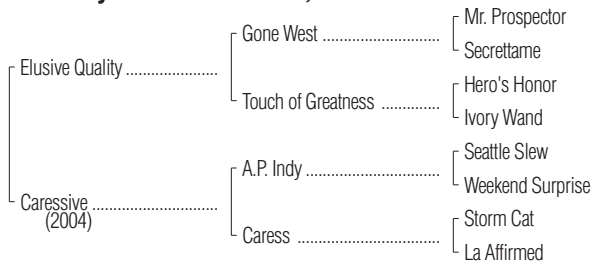 Mr. Prospector
Gone West ......................
Secrettame
Elusive Quality ......................
Hero's Honor
Touch of Greatness ..............
Ivory Wand
Seattle Slew
A.P. Indy .................................
Weekend Surprise
Caressive ...............................
(2004)
Storm Cat
Caress ...................................
La Affirmed